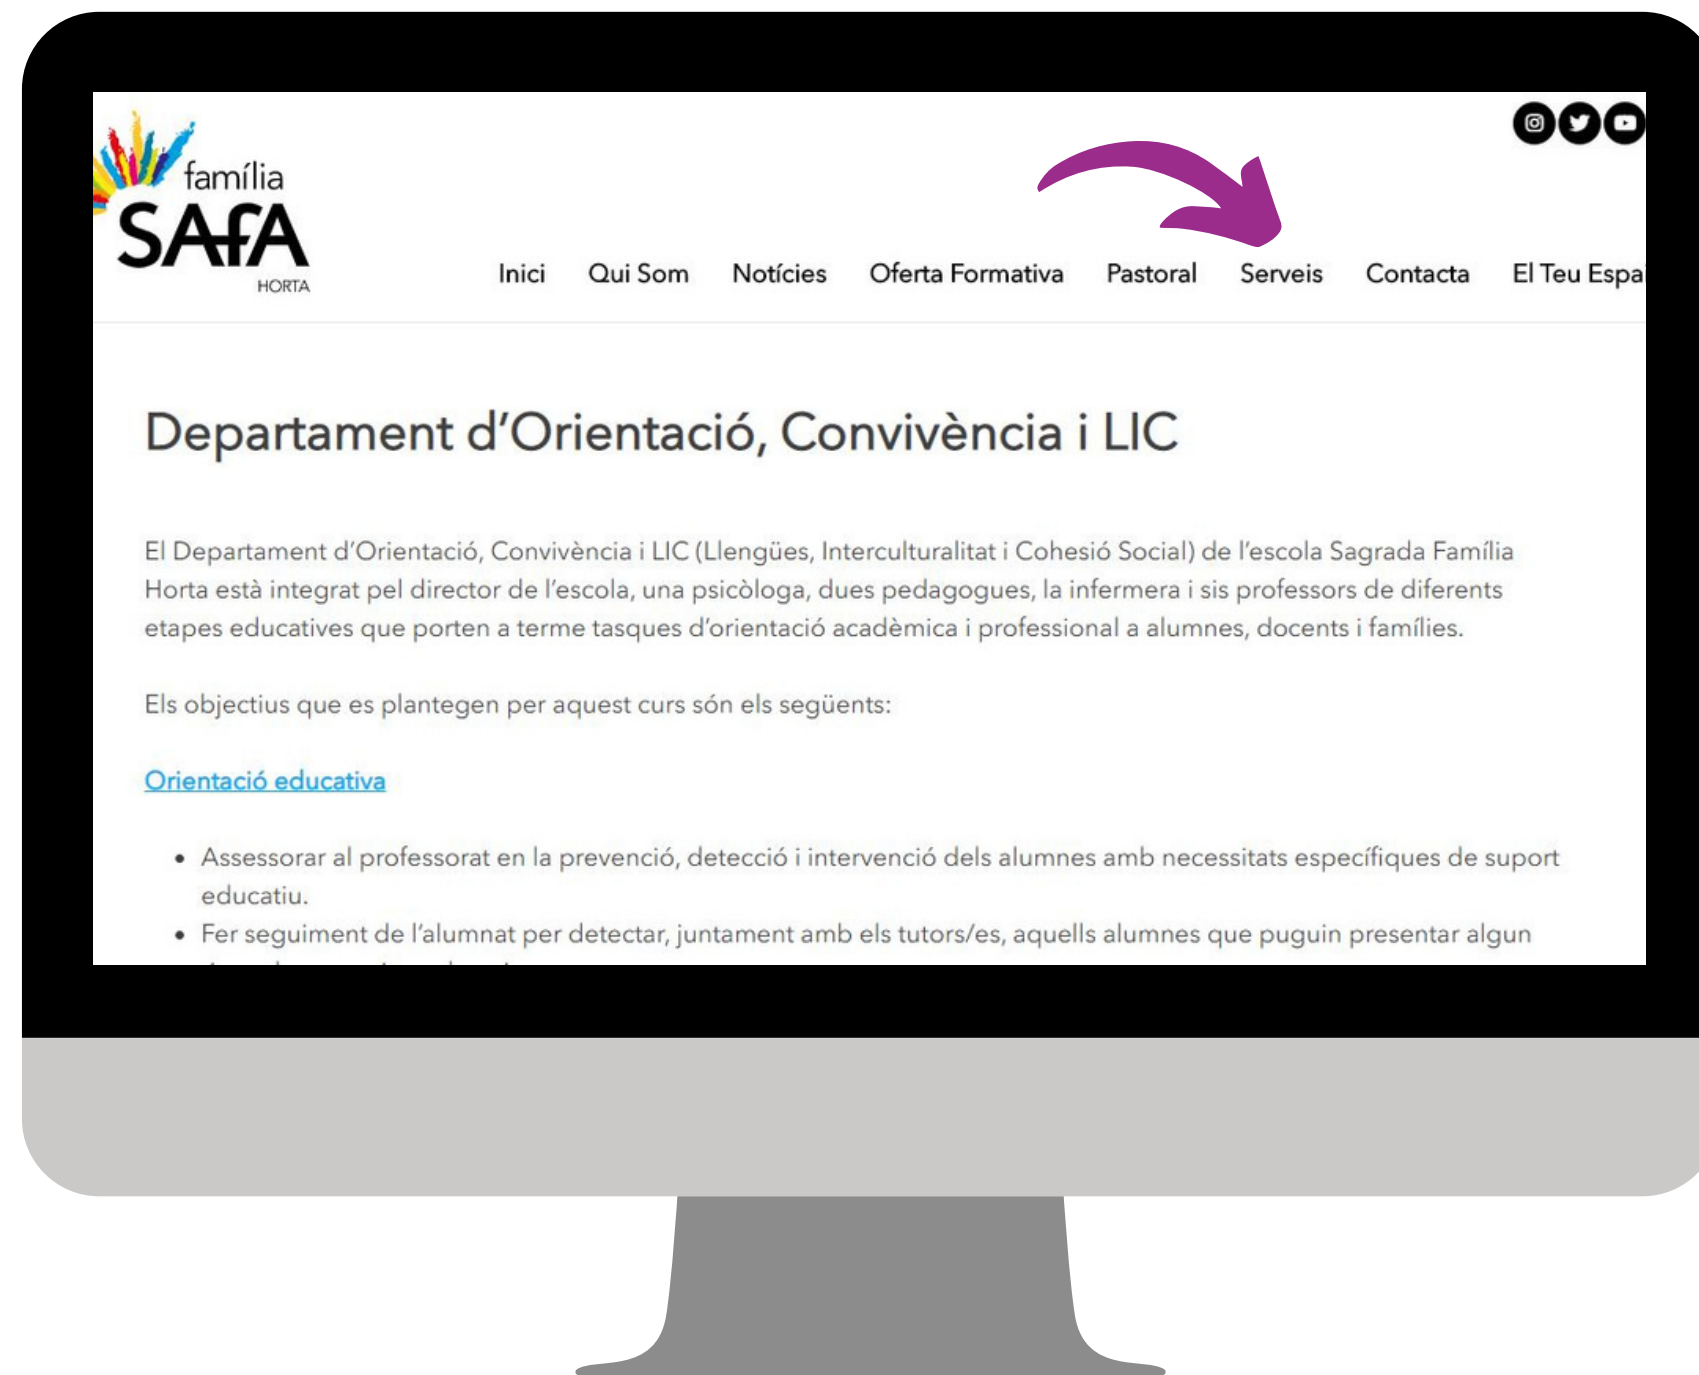 família
SAFA
HORTA
Inici Qui Som Notícies Oferta Formativa Pastoral Serveis Contacta El Teu Espai
Departament d'Orientació, Convivència i LIC
El Departament d'Orientació, Convivència i LIC (Llengües, Interculturalitat i Cohesió Social) de l'escola Sagrada Família
Horta està integrat pel director de l'escola, una psicòloga, dues pedagogues, la infermera i sis professors de diferents
etapes educatives que porten a terme tasques d'orientació acadèmica i professional a alumnes, docents i famílies.
Els objectius que es plantegen per aquest curs són els següents:
Orientació educativa
• Assessorar al professorat en la prevenció, detecció i intervenció dels alumnes amb necessitats específiques de suport
educatiu.
• Fer seguiment de l'alumnat per detectar, juntament amb els tutors/es, aquells alumnes que puguin presentar algun